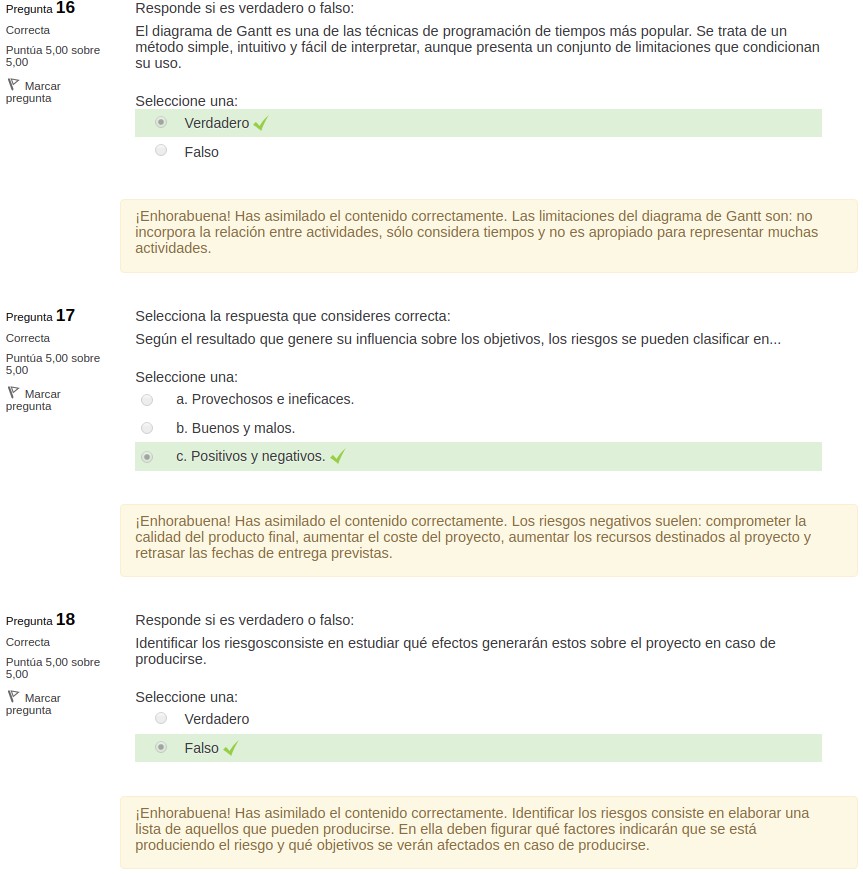 Pregunta 16
Correcta
Puntúa 5,00 sobre
5,00
Marcar
pregunta
Responde si es verdadero o falso:
El diagrama de Gantt es una de las técnicas de programación de tiempos más popular. Se trata de un
método simple, intuitivo y fácil de interpretar, aunque presenta un conjunto de limitaciones que condicionan
su uso.
Seleccione una:
Verdadero
Falso
¡Enhorabuena! Has asimilado el contenido correctamente. Las limitaciones del diagrama de Gantt son: no
incorpora la relación entre actividades, sólo considera tiempos y no es apropiado para representar muchas
actividades.
Pregunta 17
Correcta
Puntúa 5,00 sobre
5,00
Marcar
pregunta
Selecciona la respuesta que consideres correcta:
Según el resultado que genere su influencia sobre los objetivos, los riesgos se pueden clasificar en...
Seleccione una:
a. Provechosos e ineficaces.
b. Buenos y malos.
c. Positivos y negativos.
¡Enhorabuena! Has asimilado el contenido correctamente. Los riesgos negativos suelen: comprometer la
calidad del producto final, aumentar el coste del proyecto, aumentar los recursos destinados al proyecto y
retrasar las fechas de entrega previstas.
Pregunta 18
Correcta
Puntúa 5,00 sobre
5,00
Marcar
pregunta
Responde si es verdadero o falso:
Identificar los riesgosconsiste en estudiar qué efectos generarán estos sobre el proyecto en caso de
producirse.
Seleccione una:
Verdadero
Falso
¡Enhorabuena! Has asimilado el contenido correctamente. Identificar los riesgos consiste en elaborar una
lista de aquellos que pueden producirse. En ella deben figurar qué factores indicarán que se está
produciendo el riesgo y qué objetivos se verán afectados en caso de producirse.